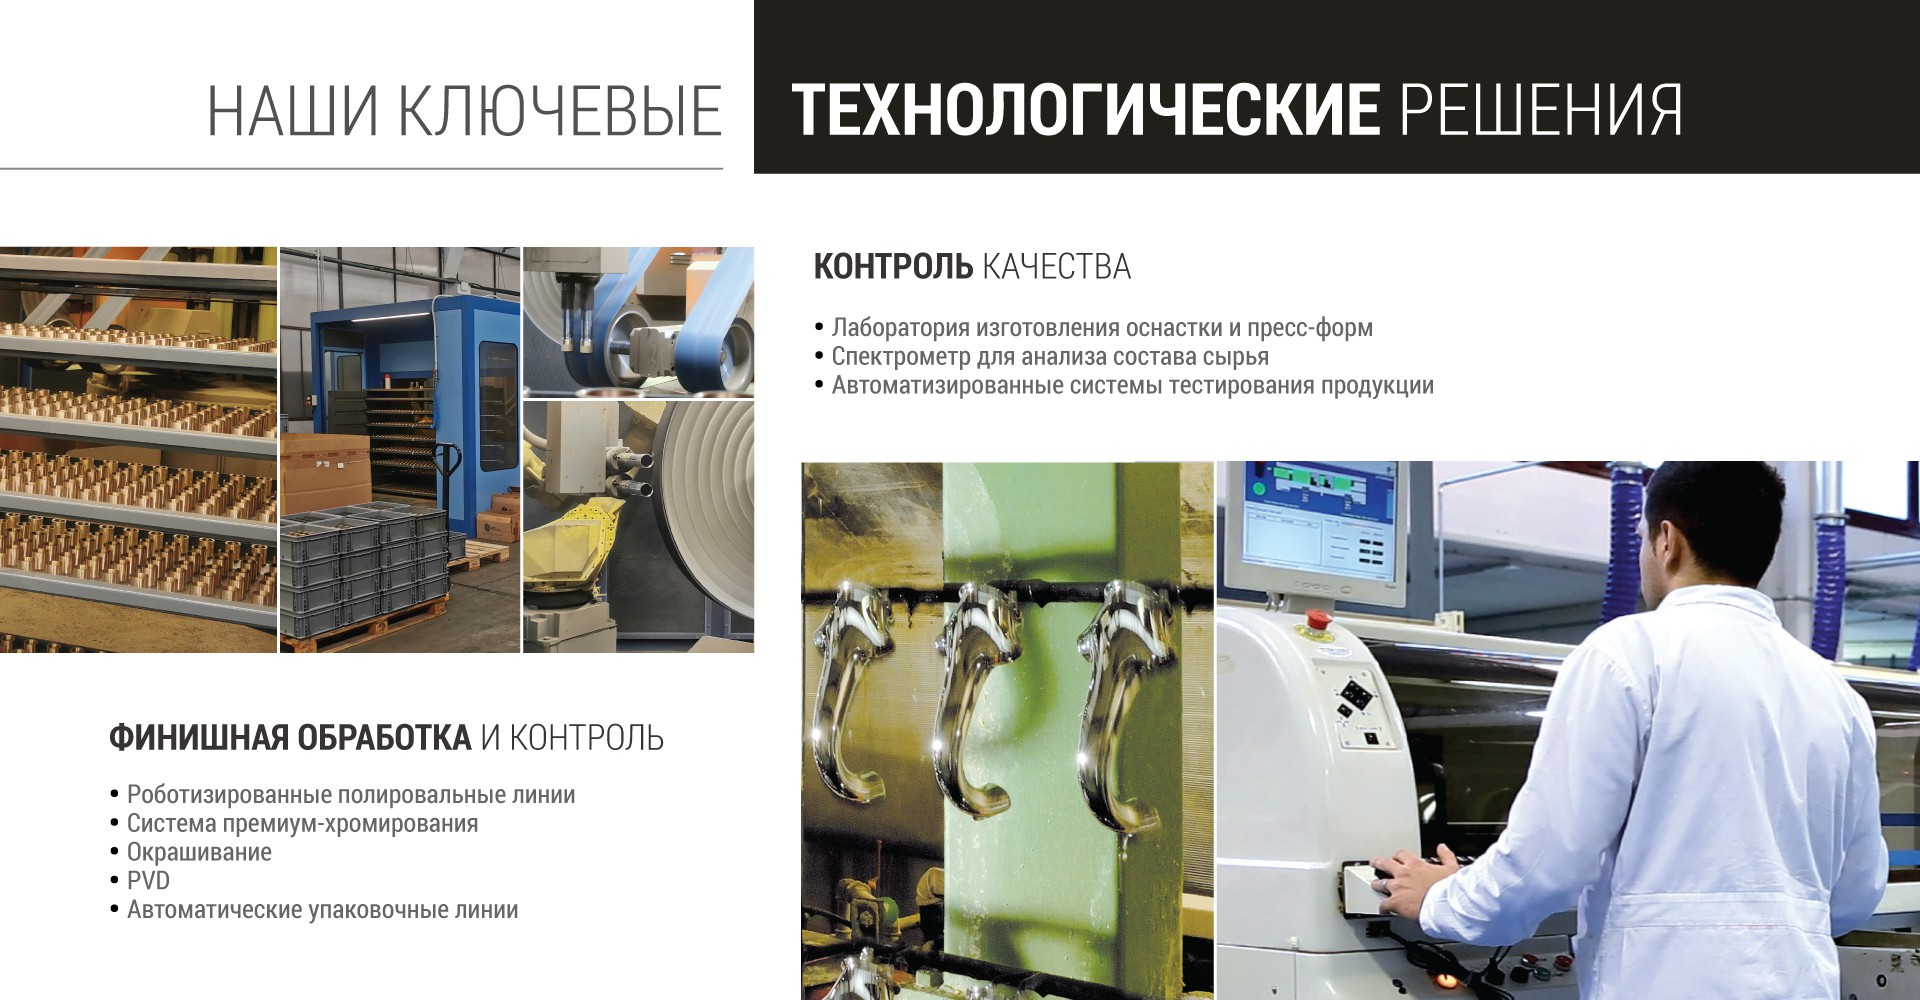 НАШИ КЛЮЧЕВЫЕ ТЕХНОЛОГИЧЕСКИЕ РЕШЕНИЯ
КОНТРОЛЬ КАЧЕСТВА
• Лаборатория изготовления оснастки и пресс-форм
• Спектрометр для анализа состава сырья
• Автоматизированные системы тестирования продукции
ФИНИШНАЯ ОБРАБОТКА И КОНТРОЛЬ
• Роботизированные полировальные линии
• Система премиум-хромирования
• Окрашивание
• PVD
• Автоматические упаковочные линии